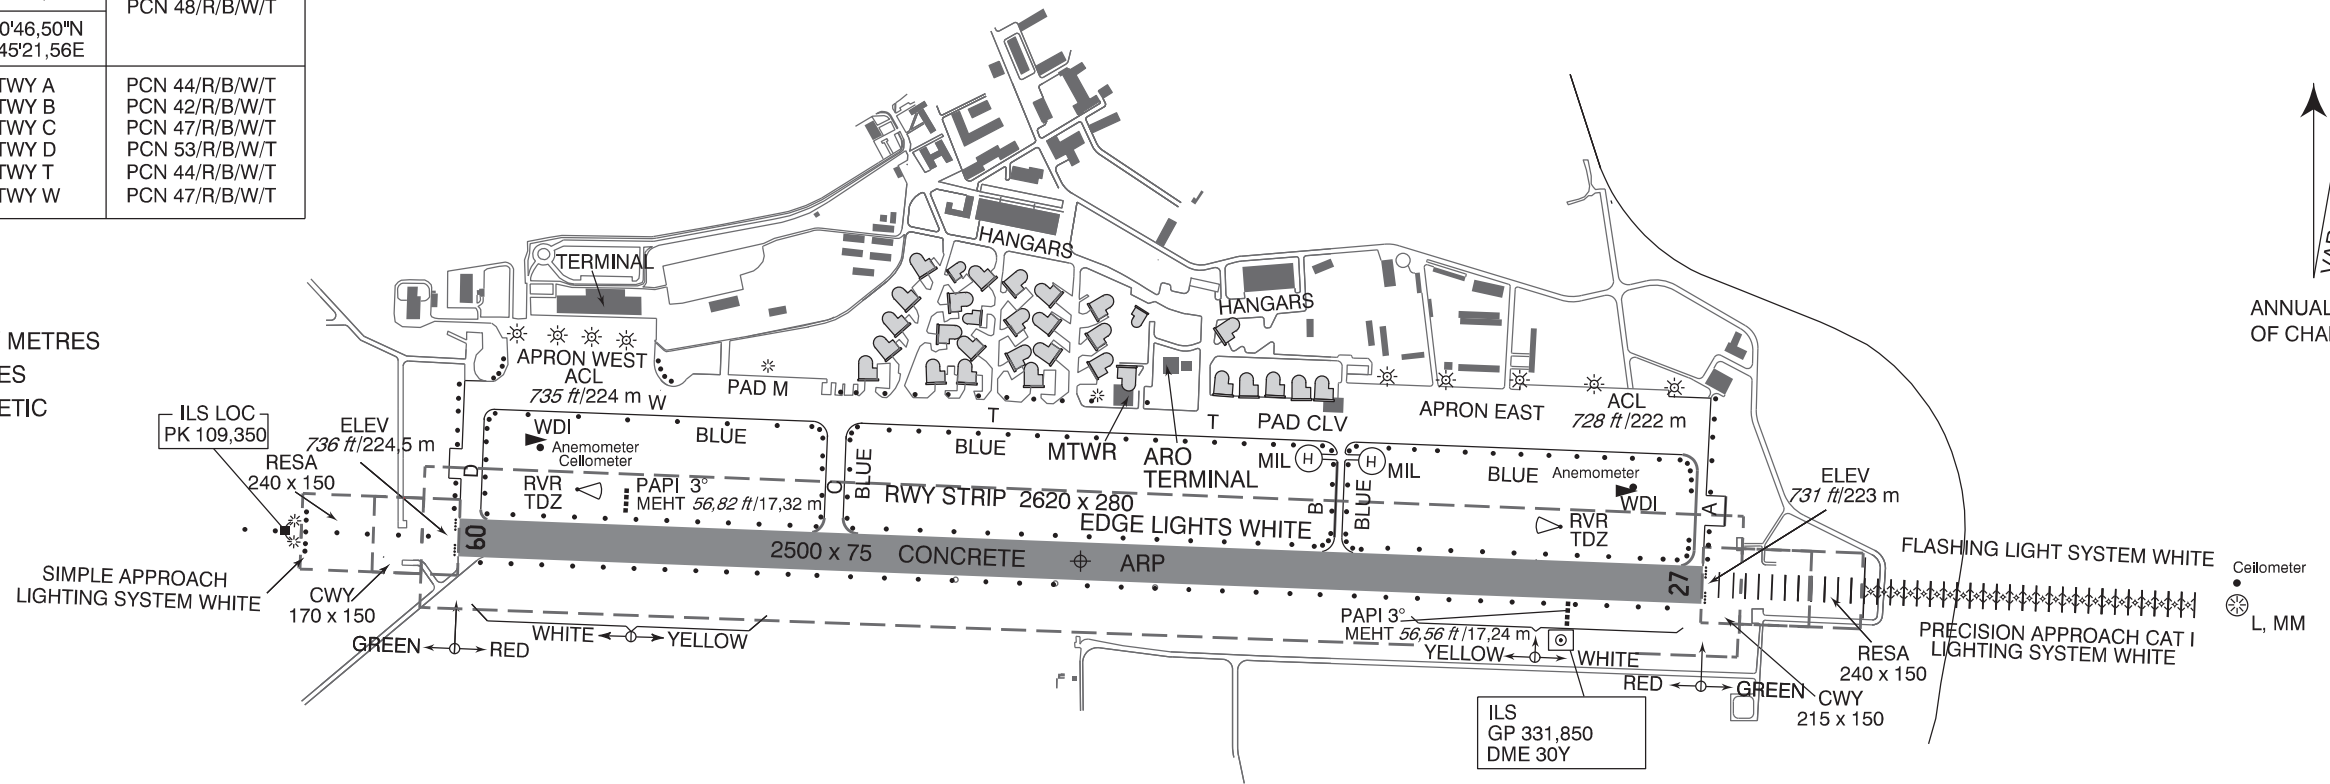 PCN 48/R/B/W/T
0'46,50"N
45'21,56E
TWY A PCN 44/R/B/W/T
TWY B PCN 42/R/B/W/T
TWY C PCN 47/R/B/W/T
TWY D PCN 53/R/B/W/T
TWY T PCN 44/R/B/W/T
TWY W PCN 47/R/B/W/T
METRES
ES
ETIC
ANNUAL
OF CHA
HANGARS
TERMINAL
HANGARS
APRON WEST
ACL
735 ft/224 m
W
PAD M
T
T
PAD CLV
APRON EAST
ACL
728 ft/222 m
ILS LOC
PK 109,350
ELEV
736 ft/224,5 m
RESA
240 x 150
WDI
Anemometer
Ceilometer
BLUE
BLUE
MTWR
ARO
TERMINAL
MIL
H
H
MIL
BLUE
Anemometer
WDI
ELEV
731 ft/223 m
D
RVR
TDZ
PAPI 3°
MEHT 56,82 ft/17,32 m
C
BLUE
RWY STRIP 2620 x 280
EDGE LIGHTS WHITE
B
BLUE
RVR
TDZ
A
09
2500 x 75 CONCRETE
ARP
27
FLASHING LIGHT SYSTEM WHITE
Ceilometer
L, MM
SIMPLE APPROACH
LIGHTING SYSTEM WHITE
CWY
170 x 150
GREEN
RED
WHITE
YELLOW
PAPI 3°
MEHT 56,56 ft/17,24 m
YELLOW
WHITE
RED
GREEN
PRECISION APPROACH CAT I
LIGHTING SYSTEM WHITE
RESA
240 x 150
CWY
215 x 150
ILS
GP 331,850
DME 30Y